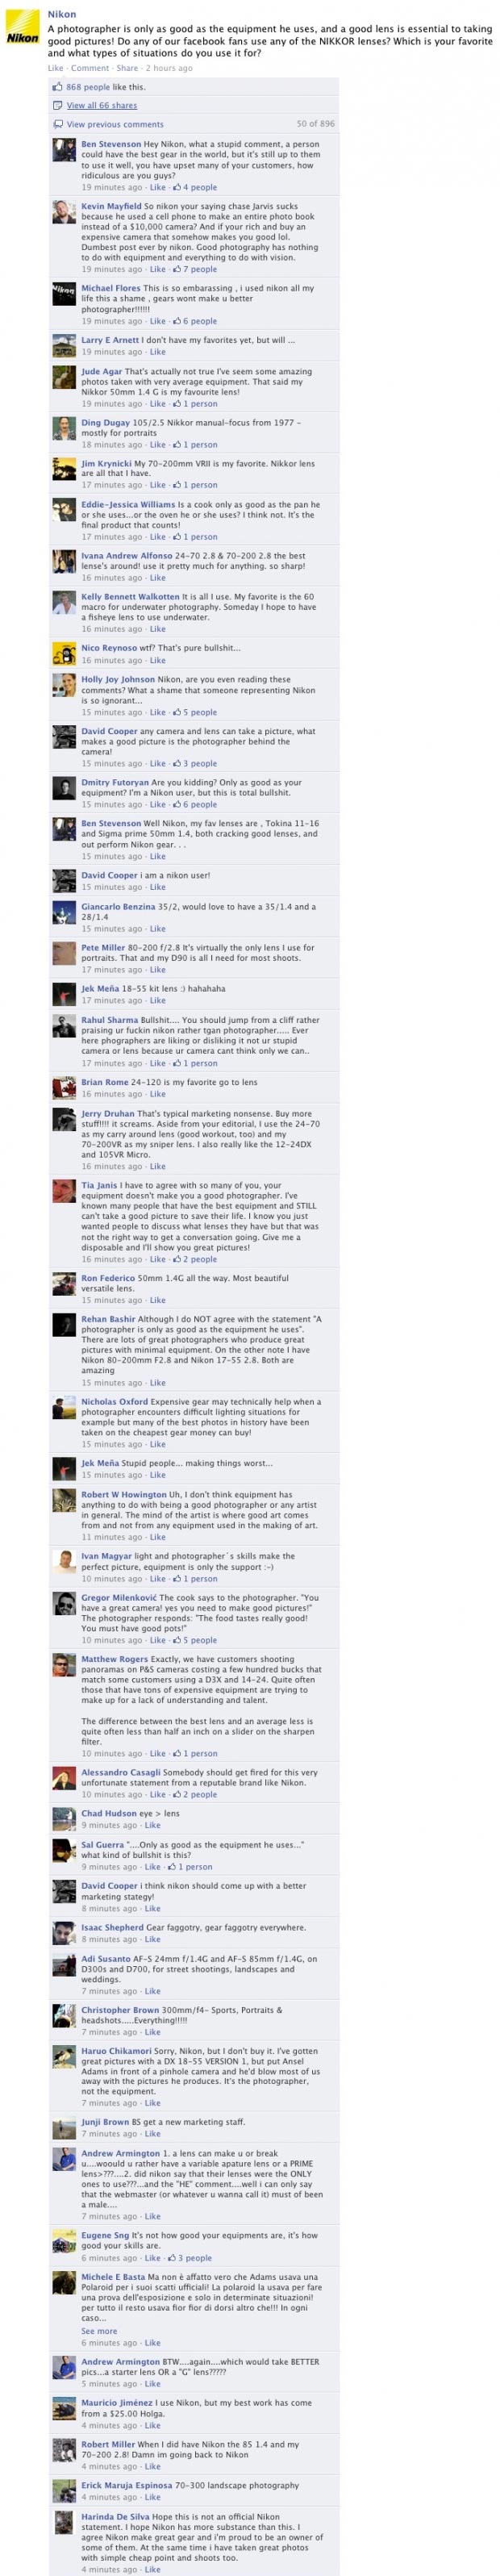 Nikon
Nikon
A photographer is only as good as the equipment he uses, and a good lens is essential to taking
good pictures! Do any of our facebook fans use any of the NIKKOR lenses? Which is your favorite
and what types of situations do you use it for?
Like · Comment · Share · 2 hours ago
868 people like this.
View all 66 shares
View previous comments 50 of 896
Ben Stevenson Hey Nikon, what a stupid comment, a person
could have the best gear in the world, but it's still up to them
to use it well, you have upset many of your customers, how
ridiculous are you guys?
19 minutes ago · Like · 4 people
Kevin Mayfield So nikon your saying chase Jarvis sucks
because he used a cell phone to make an entire photo book
instead of a $10,000 camera? And if your rich and buy an
expensive camera that somehow makes you good lol.
Dumbest post ever by nikon. Good photography has nothing
to do with equipment and everything to do with vision.
19 minutes ago · Like · 7 people
Michael Flores This is so embarassing , i used nikon all my
life this a shame , gears wont make u better
photographer!!!!!!
19 minutes ago · Like · 6 people
Larry E Arnett I don't have my favorites yet, but will ...
19 minutes ago · Like
Jude Agar That's actually not true I've seem some amazing
photos taken with very average equipment. That said my
Nikkor 50mm 1.4 G is my favourite lens!
19 minutes ago · Like · 1 person
Ding Dugay 105/2.5 Nikkor manual-focus from 1977 -
mostly for portraits
18 minutes ago · Like · 1 person
Jim Krynicki My 70-200mm VRII is my favorite. Nikkor lens
are all that I have.
17 minutes ago · Like · 1 person
Eddie-Jessica Williams Is a cook only as good as the pan he
or she uses...or the oven he or she uses? I think not. It's the
final product that counts!
17 minutes ago · Like · 1 person
Ivana Andrew Alfonso 24-70 2.8 & 70-200 2.8 the best
lense's around! use it pretty much for anything. so sharp!
16 minutes ago · Like
Kelly Bennett Walkotten It is all I use. My favorite is the 60
macro for underwater photography. Someday I hope to have
a fisheye lens to use underwater.
16 minutes ago · Like
Nico Reynoso wtf? That's pure bullshit...
16 minutes ago · Like
Holly Joy Johnson Nikon, are you even reading these
comments? What a shame that someone representing Nikon
is so ignorant...
15 minutes ago · Like · 5 people
David Cooper any camera and lens can take a picture, what
makes a good picture is the photographer behind the
camera!
15 minutes ago · Like · 3 people
Dmitry Futoryan Are you kidding? Only as good as your
equipment? I'm a Nikon user, but this is total bullshit.
15 minutes ago · Like · 6 people
Ben Stevenson Well Nikon, my fav lenses are , Tokina 11-16
and Sigma prime 50mm 1.4, both cracking good lenses, and
out perform Nikon gear. . .
15 minutes ago · Like
David Cooper i am a nikon user!
15 minutes ago · Like
Giancarlo Benzina 35/2, would love to have a 35/1.4 and a
28/1.4
15 minutes ago · Like
Pete Miller 80-200 f/2.8 It's virtually the only lens I use for
portraits. That and my D90 is all I need for most shoots.
17 minutes ago · Like
Jek Meña 18-55 kit lens :) hahahaha
17 minutes ago · Like
Rahul Sharma Bullshit.... You should jump from a cliff rather
praising ur fuckin nikon rather tgan photographer..... Ever
here phographers are liking or disliking it not ur stupid
camera or lens because ur camera cant think only we can..
17 minutes ago · Like · 1 person
Brian Rome 24-120 is my favorite go to lens
16 minutes ago · Like
Jerry Druhan That's typical marketing nonsense. Buy more
stuff!!!! it screams. Aside from your editorial, I use the 24-70
as my carry around lens (good workout, too) and my
70-200VR as my sniper lens. I also really like the 12-24DX
and 105VR Micro.
16 minutes ago · Like
Tia Janis I have to agree with so many of you, your
equipment doesn't make you a good photographer. I've
known many people that have the best equipment and STILL
can't take a good picture to save their life. I know you just
wanted people to discuss what lenses they have but that was
not the right way to get a conversation going. Give me a
disposable and I'll show you great pictures!
16 minutes ago · Like · 2 people
Ron Federico 50mm 1.4G all the way. Most beautiful
versatile lens.
15 minutes ago · Like
Rehan Bashir Although I do NOT agree with the statement "A
photographer is only as good as the equipment he uses".
There are lots of great photographers who produce great
pictures with minimal equipment. On the other note I have
Nikon 80-200mm F2.8 and Nikon 17-55 2.8. Both are
amazing
15 minutes ago · Like
Nicholas Oxford Expensive gear may technically help when a
photographer encounters difficult lighting situations for
example but many of the best photos in history have been
taken on the cheapest gear money can buy!
15 minutes ago · Like
Jek Meña Stupid people... making things worst...
15 minutes ago · Like
Robert W Howington Uh, I don't think equipment has
anything to do with being a good photographer or any artist
in general. The mind of the artist is where good art comes
from and not from any equipment used in the making of art.
11 minutes ago · Like
Ivan Magyar light and photographer´s skills make the
perfect picture, equipment is only the support :-)
10 minutes ago · Like · 1 person
Gregor Milenković The cook says to the photographer. "You
have a great camera! yes you need to make good pictures!"
The photographer responds: "The food tastes really good!
You must have good pots!"
10 minutes ago · Like · 5 people
Matthew Rogers Exactly, we have customers shooting
panoramas on P&S cameras costing a few hundred bucks that
match some customers using a D3X and 14-24. Quite often
those that have tons of expensive equipment are trying to
make up for a lack of understanding and talent.
The difference between the best lens and an average less is
quite often less than half an inch on a slider on the sharpen
filter.
10 minutes ago · Like · 1 person
Alessandro Casagli Somebody should get fired for this very
unfortunate statement from a reputable brand like Nikon.
10 minutes ago · Like · 2 people
Chad Hudson eye > lens
9 minutes ago · Like
Sal Guerra "....Only as good as the equipment he uses..."
what kind of bullshit is this?
9 minutes ago · Like · 1 person
David Cooper i think nikon should come up with a better
marketing stategy!
8 minutes ago · Like
Isaac Shepherd Gear faggotry, gear faggotry everywhere.
8 minutes ago · Like
Adi Susanto AF-S 24mm f/1.4G and AF-S 85mm f/1.4G, on
D300s and D700, for street shootings, landscapes and
weddings.
7 minutes ago · Like
Christopher Brown 300mm/f4- Sports, Portraits &
headshots.....Everything!!!!!
7 minutes ago · Like
Haruo Chikamori Sorry, Nikon, but I don't buy it. I've gotten
great pictures with a DX 18-55 VERSION 1, but put Ansel
Adams in front of a pinhole camera and he'd blow most of us
away with the pictures he produces. It's the photographer,
not the equipment.
7 minutes ago · Like
Junji Brown BS get a new marketing staff.
7 minutes ago · Like
Andrew Armington 1. a lens can make u or break
u....woould u rather have a variable apature lens or a PRIME
lens>???....2. did nikon say that their lenses were the ONLY
ones to use???...and the "HE" comment....well i can only say
that the webmaster (or whatever u wanna call it) must of been
a male....
7 minutes ago · Like
Eugene Sng It's not how good your equipments are, it's how
good your skills are.
6 minutes ago · Like · 3 people
Michele E Basta Ma non è affatto vero che Adams usava una
Polaroid per i suoi scatti ufficiali! La polaroid la usava per fare
una prova dell'esposizione e solo in determinate situazioni!
per tutto il resto usava fior fior di dorsi altro che!!! In ogni
caso...
See more
6 minutes ago · Like
Andrew Armington BTW....again....which would take BETTER
pics...a starter lens OR a "G" lens?????
5 minutes ago · Like
Mauricio Jiménez I use Nikon, but my best work has come
from a $25.00 Holga.
4 minutes ago · Like
Robert Miller When I did have Nikon the 85 1.4 and my
70-200 2.8! Damn im going back to Nikon
4 minutes ago · Like
Erick Maruja Espinosa 70-300 landscape photography
4 minutes ago · Like
Harinda De Silva Hope this is not an official Nikon
statement. I hope Nikon has more substance than this. I
agree Nikon make great gear and i'm proud to be an owner of
some of them. At the same time i have taken great photos
with simple cheap point and shoots too.
4 minutes ago · Like